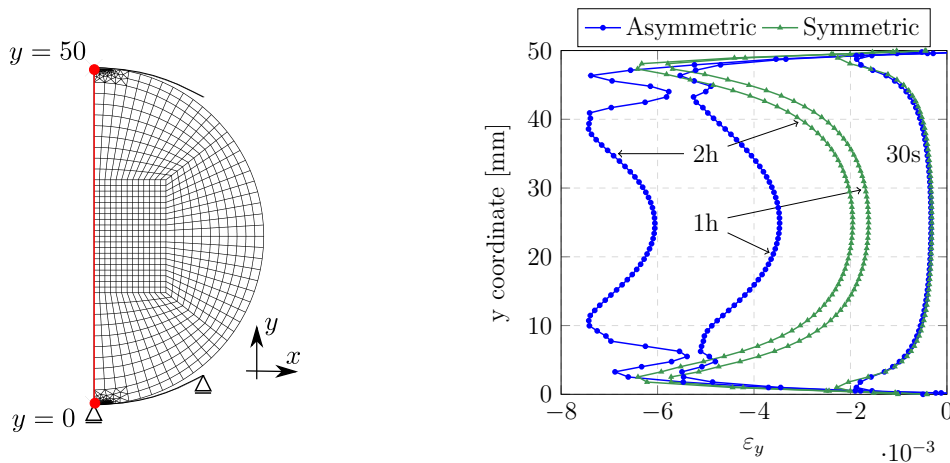 y = 50
y
x
y = 0
Asymmetric Symmetric
50
40
30
20
10
0
y coordinate [mm]
2h
30s
1h
−8 −6 −4 −2 0
εy
·10⁻³